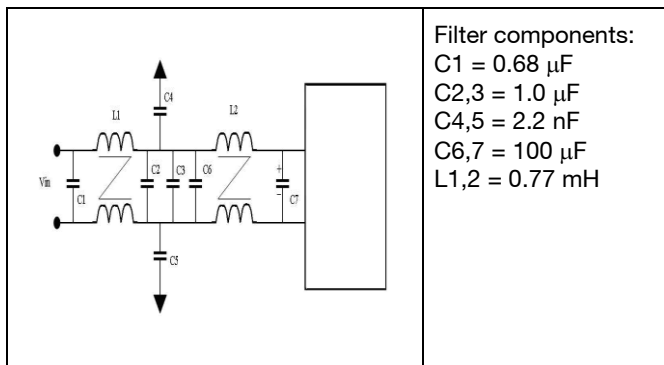 C4
L1
L2
C2
C3
C6
+
Vin
C1
−
C7
C5
Filter components:
C1 = 0.68 μF
C2,3 = 1.0 μF
C4,5 = 2.2 nF
C6,7 = 100 μF
L1,2 = 0.77 mH